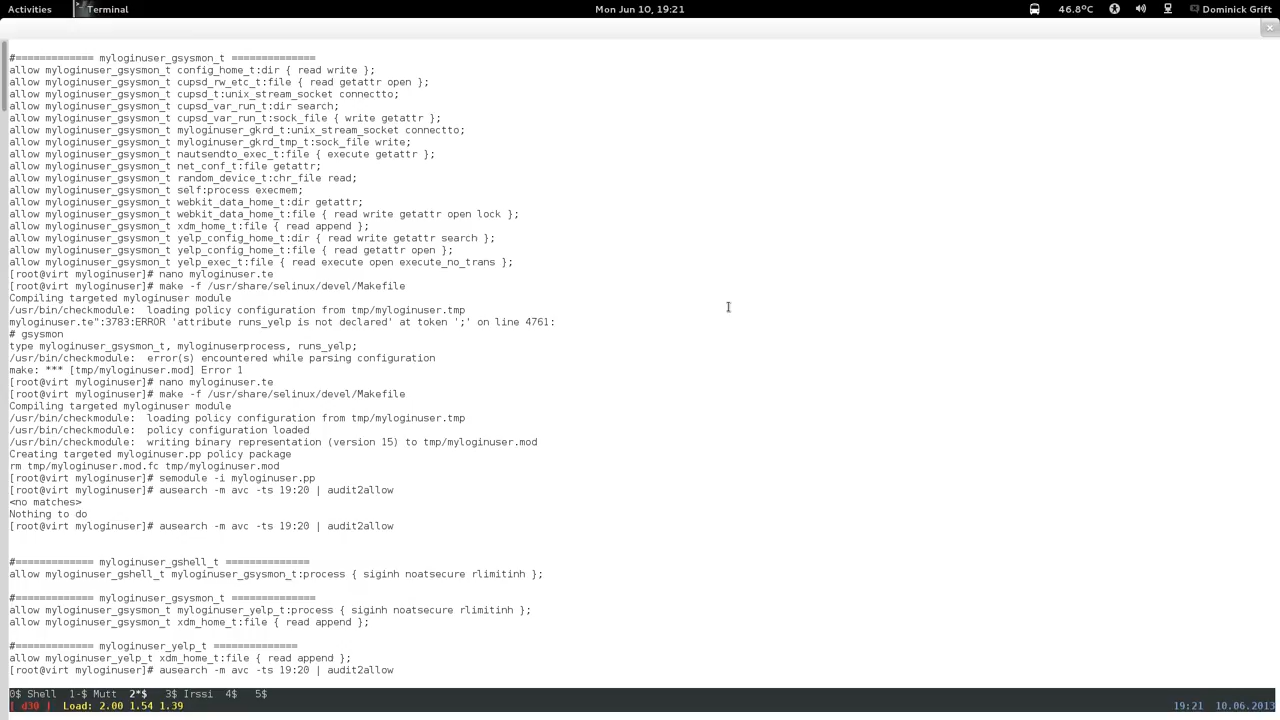 Activities Terminal Mon Jun 10, 19:21 46.8°C Dominick Grift
#============= myloginuser_gsysmon_t ==============
allow myloginuser_gsysmon_t config_home_t:dir { read write };
allow myloginuser_gsysmon_t cupsd_rw_etc_t:file { read getattr open };
allow myloginuser_gsysmon_t cupsd_t:unix_stream_socket connectto;
allow myloginuser_gsysmon_t cupsd_var_run_t:dir search;
allow myloginuser_gsysmon_t cupsd_var_run_t:sock_file { write getattr };
allow myloginuser_gsysmon_t myloginuser_gkrd_t:unix_stream_socket connectto;
allow myloginuser_gsysmon_t myloginuser_gkrd_tmp_t:sock_file write;
allow myloginuser_gsysmon_t nautsendto_exec_t:file { execute getattr };
allow myloginuser_gsysmon_t net_conf_t:file getattr;
allow myloginuser_gsysmon_t random_device_t:chr_file read;
allow myloginuser_gsysmon_t self:process execmem;
allow myloginuser_gsysmon_t webkit_data_home_t:dir getattr;
allow myloginuser_gsysmon_t webkit_data_home_t:file { read write getattr open lock };
allow myloginuser_gsysmon_t xdm_home_t:file { read append };
allow myloginuser_gsysmon_t yelp_config_home_t:dir { read write getattr search };
allow myloginuser_gsysmon_t yelp_config_home_t:file { read getattr open };
allow myloginuser_gsysmon_t yelp_exec_t:file { read execute open execute_no_trans };
[root@virt myloginuser]# nano myloginuser.te
[root@virt myloginuser]# make -f /usr/share/selinux/devel/Makefile
Compiling targeted myloginuser module
/usr/bin/checkmodule:  loading policy configuration from tmp/myloginuser.tmp
myloginuser.te":3783:ERROR 'attribute runs_yelp is not declared' at token ';' on line 4761:
# gsysmon
type myloginuser_gsysmon_t, myloginuserprocess, runs_yelp;
/usr/bin/checkmodule:  error(s) encountered while parsing configuration
make: *** [tmp/myloginuser.mod] Error 1
[root@virt myloginuser]# nano myloginuser.te
[root@virt myloginuser]# make -f /usr/share/selinux/devel/Makefile
Compiling targeted myloginuser module
/usr/bin/checkmodule:  loading policy configuration from tmp/myloginuser.tmp
/usr/bin/checkmodule:  policy configuration loaded
/usr/bin/checkmodule:  writing binary representation (version 15) to tmp/myloginuser.mod
Creating targeted myloginuser.pp policy package
rm tmp/myloginuser.mod.fc tmp/myloginuser.mod
[root@virt myloginuser]# semodule -i myloginuser.pp
[root@virt myloginuser]# ausearch -m avc -ts 19:20 | audit2allow
<no matches>
Nothing to do
[root@virt myloginuser]# ausearch -m avc -ts 19:20 | audit2allow
#============= myloginuser_gshell_t ==============
allow myloginuser_gshell_t myloginuser_gsysmon_t:process { siginh noatsecure rlimitinh };
#============= myloginuser_gsysmon_t ==============
allow myloginuser_gsysmon_t myloginuser_yelp_t:process { siginh noatsecure rlimitinh };
allow myloginuser_gsysmon_t xdm_home_t:file { read append };
#============= myloginuser_yelp_t ==============
allow myloginuser_yelp_t xdm_home_t:file { read append };
[root@virt myloginuser]# ausearch -m avc -ts 19:20 | audit2allow
0$ Shell  1-$ Mutt  2*$  3$ Irssi  4$  5$
[ d30 ]  Load: 2.00 1.54 1.39 19:21 10.06.2013